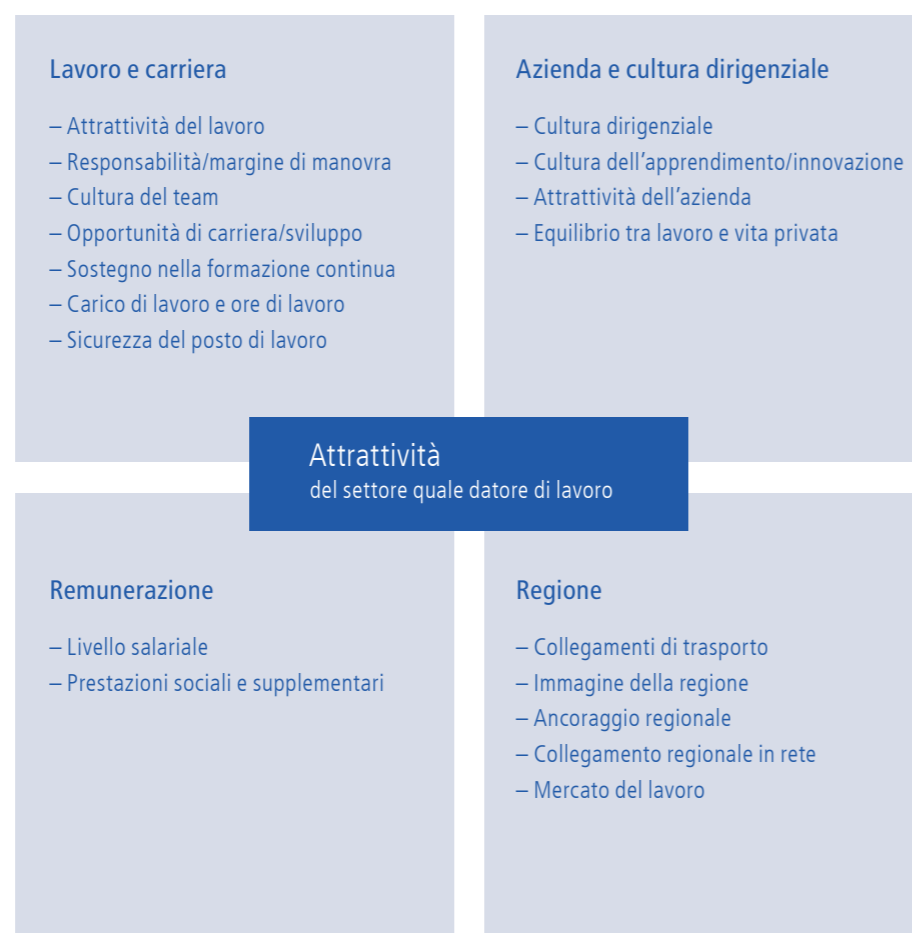 Lavoro e carriera
– Attrattività del lavoro
– Responsabilità/margine di manovra
– Cultura del team
– Opportunità di carriera/sviluppo
– Sostegno nella formazione continua
– Carico di lavoro e ore di lavoro
– Sicurezza del posto di lavoro
Azienda e cultura dirigenziale
– Cultura dirigenziale
– Cultura dell’apprendimento/innovazione
– Attrattività dell’azienda
– Equilibrio tra lavoro e vita privata
Attrattività
del settore quale datore di lavoro
Remunerazione
– Livello salariale
– Prestazioni sociali e supplementari
Regione
– Collegamenti di trasporto
– Immagine della regione
– Ancoraggio regionale
– Collegamento regionale in rete
– Mercato del lavoro